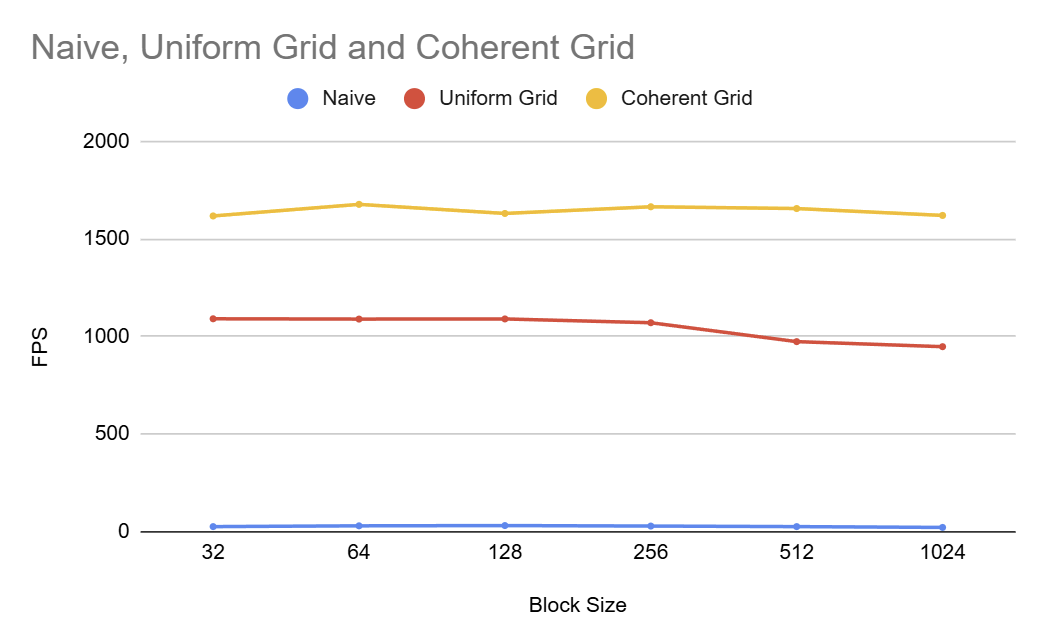 Naive, Uniform Grid and Coherent Grid
Naive Uniform Grid Coherent Grid
2000
1500
1000
500
0
FPS
32 64 128 256 512 1024
Block Size